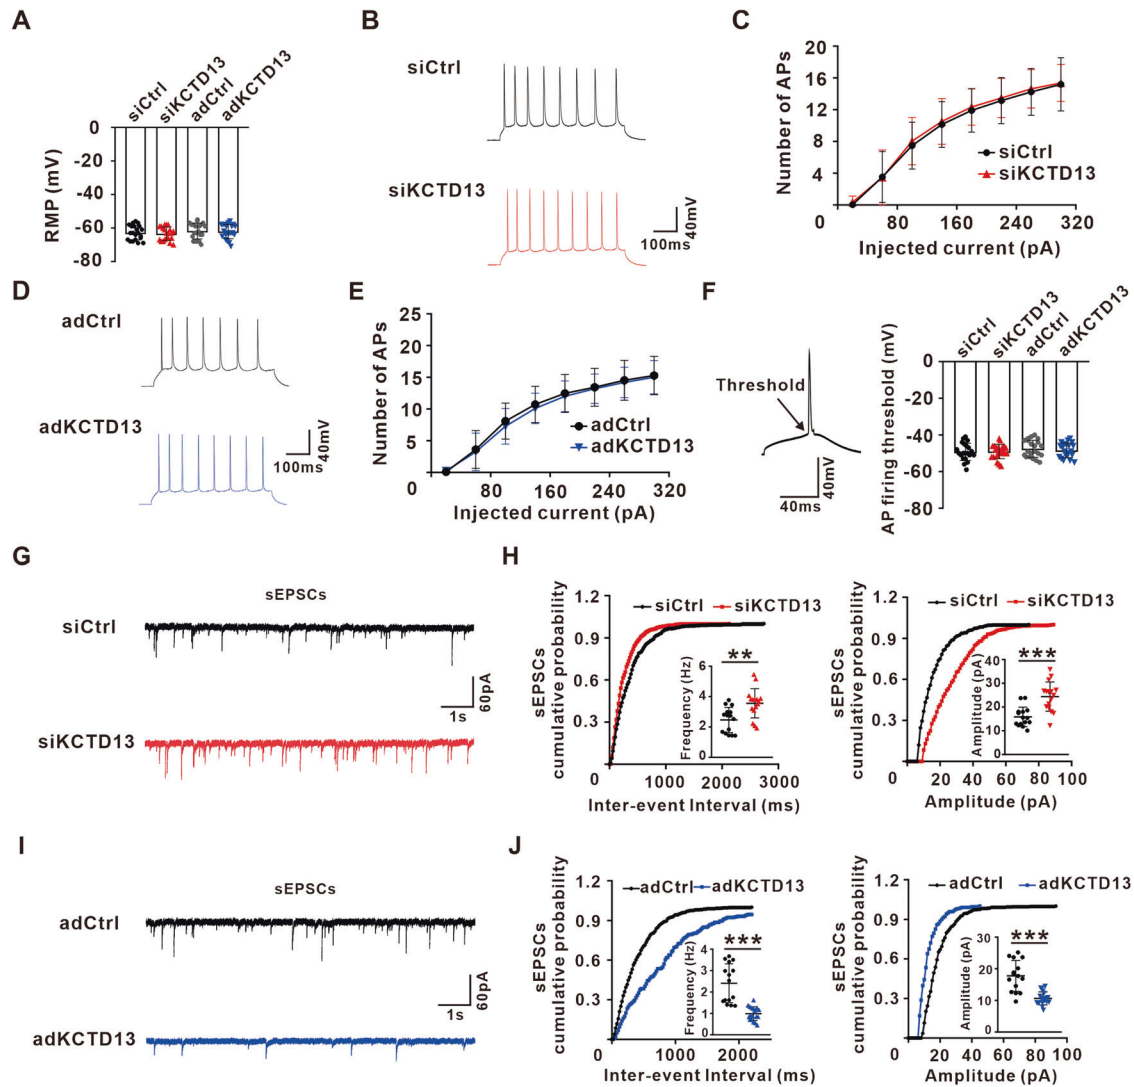 A
siCtrl
siKCTD13
adCtrl
adKCTD13
RMP (mV)
0
-20
-40
-60
-80
B
siCtrl
siKCTD13
100ms
40mV
C
Number of APs
20
16
12
8
4
0
siCtrl
siKCTD13
80
160
240
320
Injected current (pA)
D
adCtrl
adKCTD13
100ms
40mV
E
Number of APs
25
20
15
10
5
0
adCtrl
adKCTD13
80
160
240
320
Injected current (pA)
F
Threshold
40ms
40mV
siCtrl
siKCTD13
adCtrl
adKCTD13
AP firing threshold (mV)
0
-20
-40
-60
-80
G
sEPSCs
siCtrl
siKCTD13
1s
60pA
H
sEPSCs
cumulative probability
1.2
0.9
0.6
0.3
siCtrl
siKCTD13
**
Frequency (Hz)
6
4
2
0
0
1000
2000
3000
Inter-event Interval (ms)
sEPSCs
cumulative probability
1.2
0.9
0.6
0.3
siCtrl
siKCTD13
***
Amplitude (pA)
40
30
20
10
0
0
20
40
60
80
100
Amplitude (pA)
I
sEPSCs
adCtrl
adKCTD13
1s
60pA
J
sEPSCs
cumulative probability
1.2
0.9
0.6
0.3
adCtrl
adKCTD13
***
Frequency (Hz)
4
3
2
1
0
0
1000
2000
Inter-event Interval (ms)
sEPSCs
cumulative probability
1.2
0.9
0.6
0.3
adCtrl
adKCTD13
***
Amplitude (pA)
30
20
10
0
0
20
40
60
80
100
Amplitude (pA)